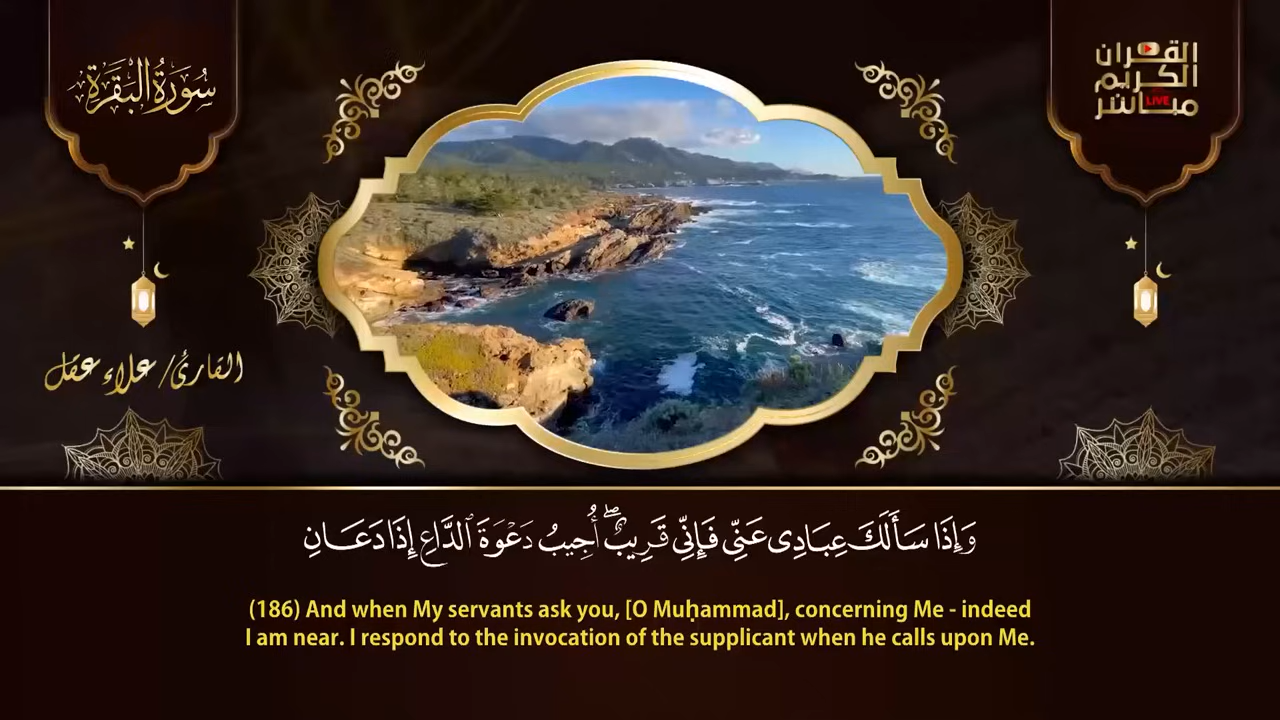 سُورَةُ البَقَرَةِ
القرآن
الكريم
مباشر
LIVE
القارئ/ علاء عقل
وَإِذَا سَأَلَكَ عِبَادِى عَنِّى فَإِنِّى قَرِيبٌ ۖ أُجِيبُ دَعْوَةَ ٱلدَّاعِ إِذَا دَعَانِ
(186) And when My servants ask you, [O Muḥammad], concerning Me - indeed
I am near. I respond to the invocation of the supplicant when he calls upon Me.